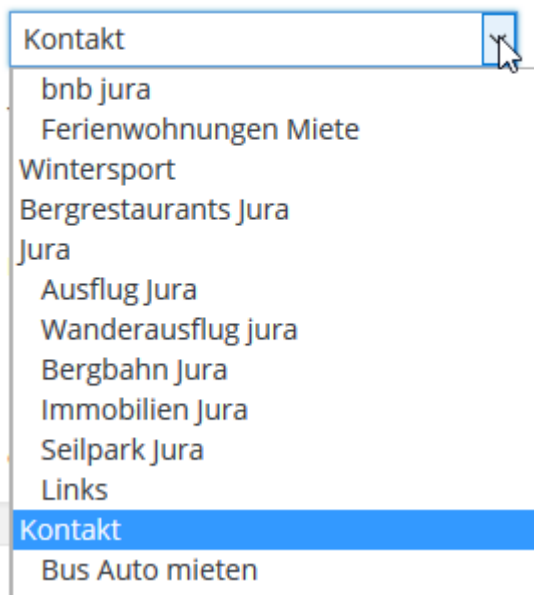 Kontakt
bnb jura
Ferienwohnungen Miete
Wintersport
Bergrestaurants Jura
Jura
Ausflug Jura
Wanderausflug jura
Bergbahn Jura
Immobilien Jura
Seilpark Jura
Links
Kontakt
Bus Auto mieten